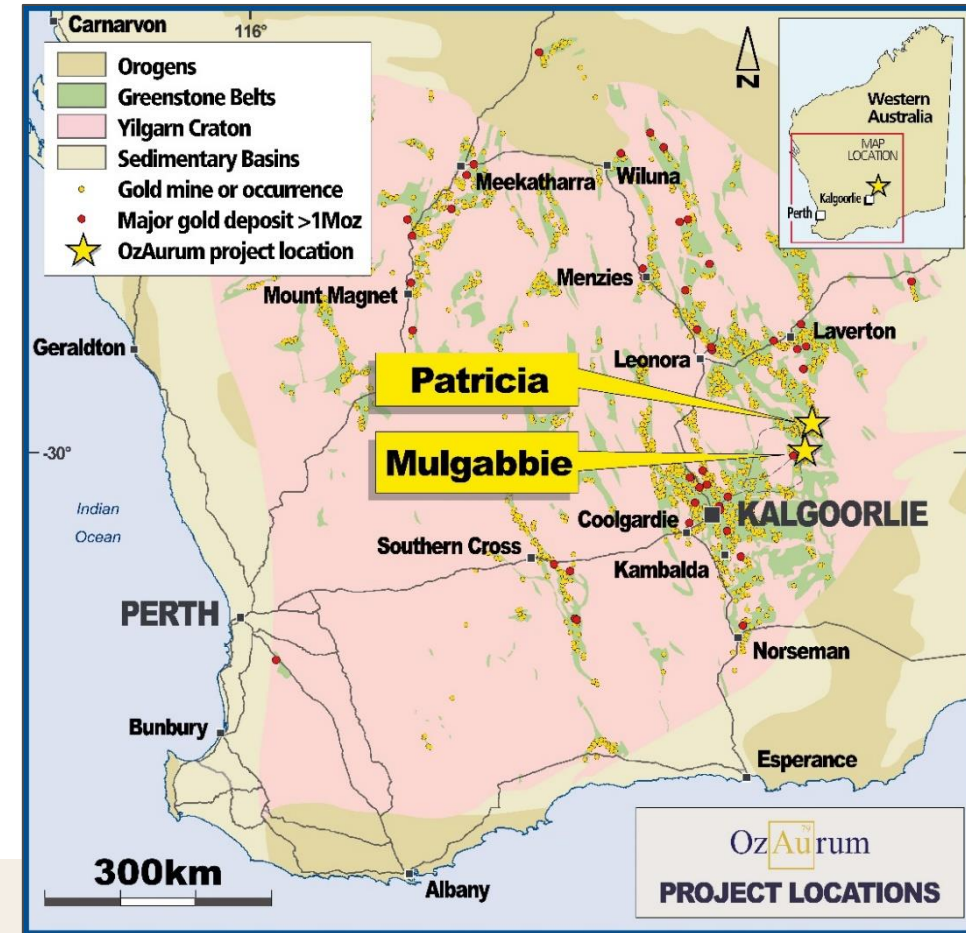 Carnarvon
116°
Orogens
Greenstone Belts
Yilgarn Craton
Sedimentary Basins
Gold mine or occurrence
Major gold deposit >1Moz
OzAurum project location
N
Western
Australia
MAP
LOCATION
Kalgoorlie
Perth
Meekatharra
Wiluna
Menzies
Mount Magnet
Geraldton
Laverton
Leonora
Patricia
-30°
Mulgabbie
Indian
Ocean
KALGOORLIE
Coolgardie
Southern Cross
Kambalda
PERTH
Norseman
Bunbury
Esperance
300km
Albany
79
OzAurum
PROJECT LOCATIONS